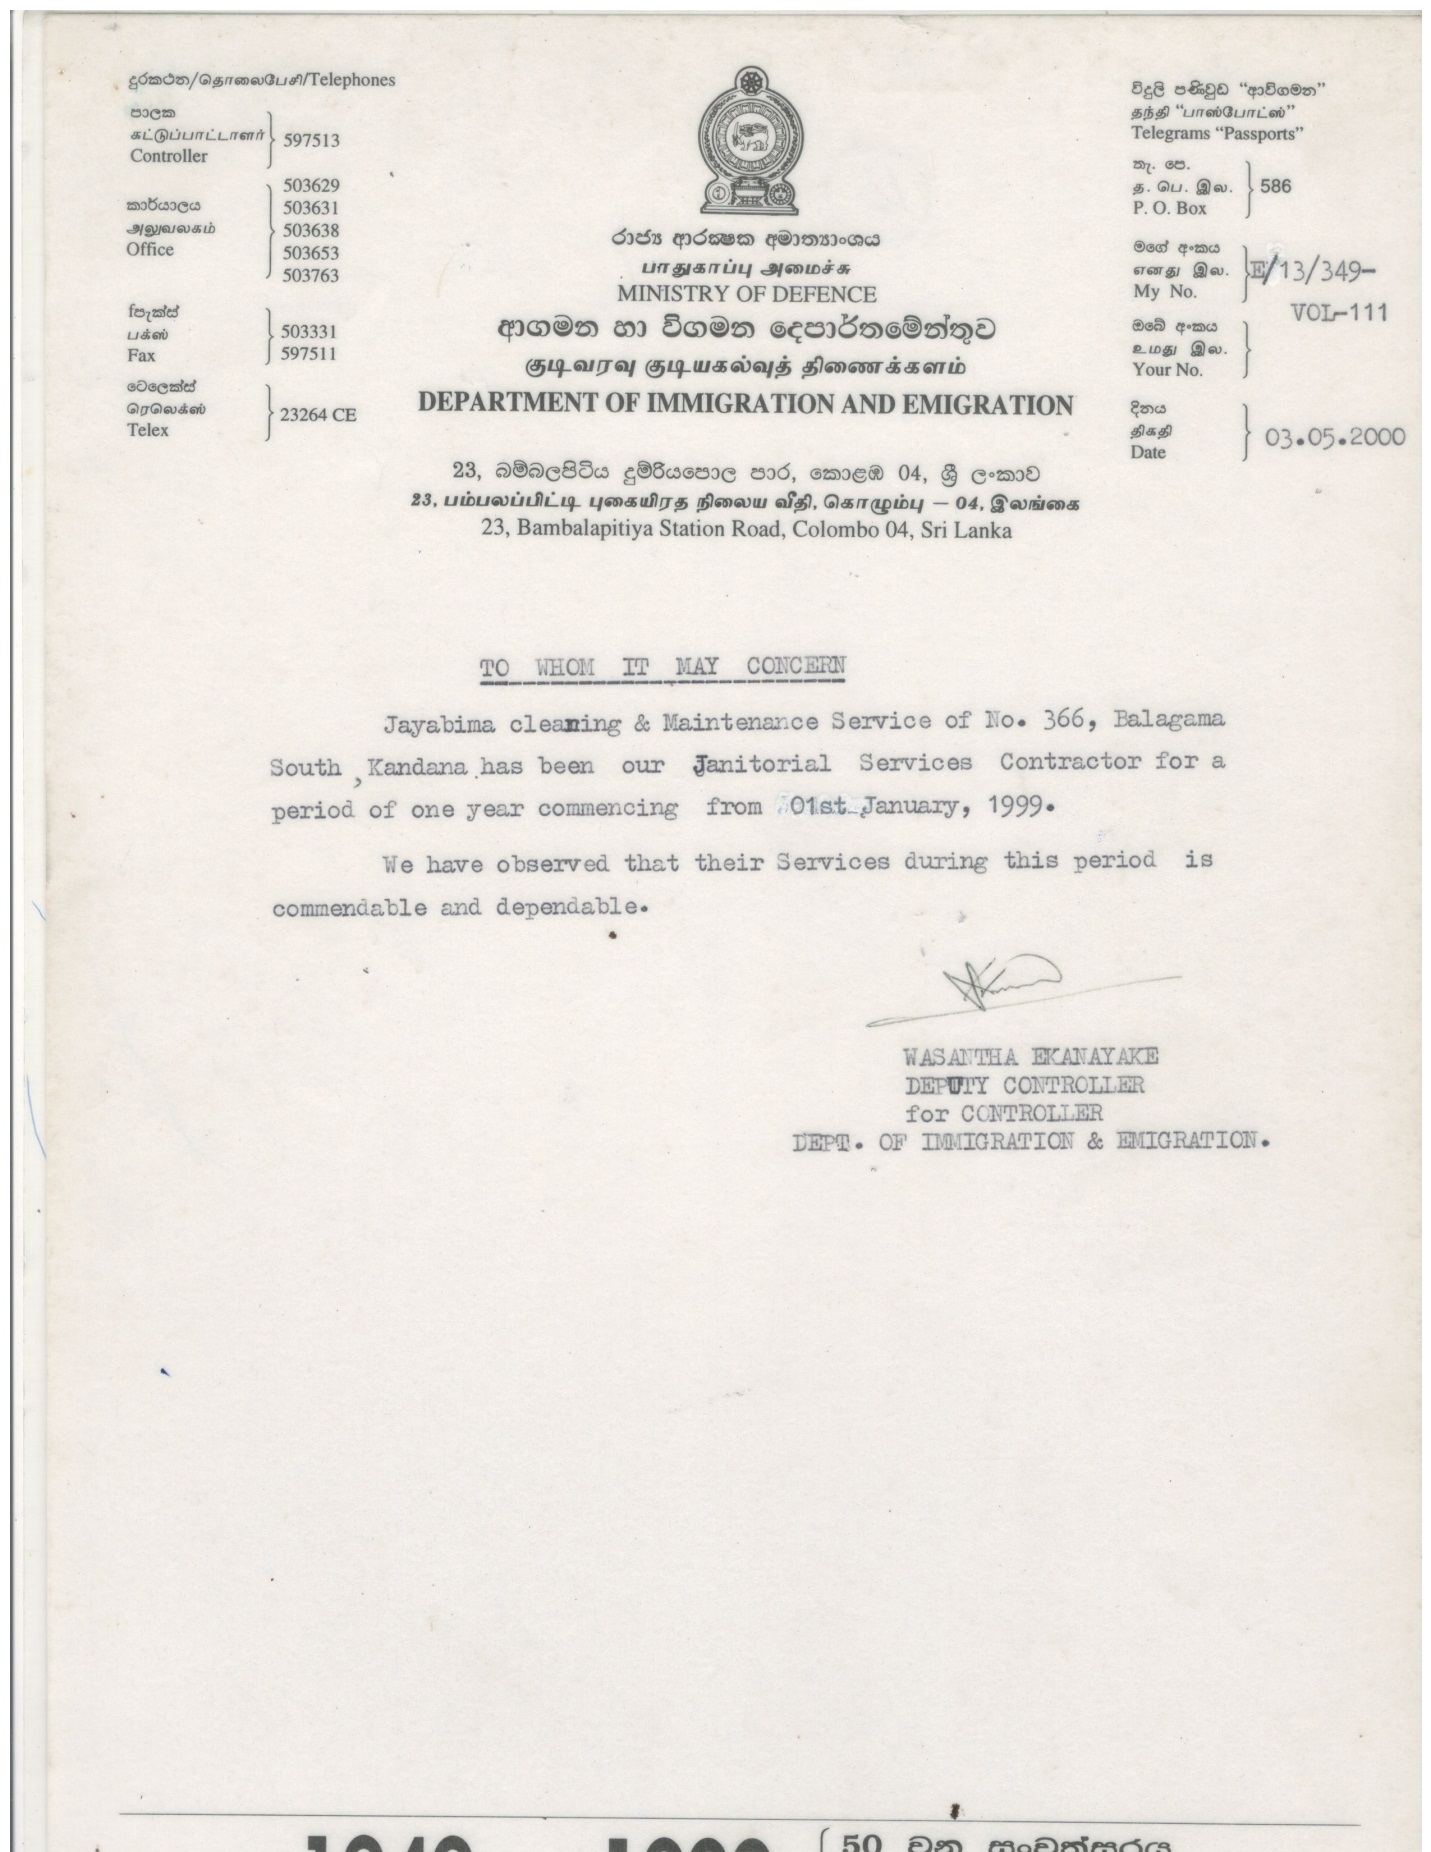 දුරකථන/தொலைபேசி/Telephones
පාලක
கட்டுப்பாட்டாளர்
Controller
597513
කාර්යාලය
அலுவலகம்
Office
503629
503631
503638
503653
503763
fපැක්ස්
பக்ஸ்
Fax
503331
597511
ටෙලෙක්ස්
ரெலெக்ஸ்
Telex
23264 CE
රාජ්‍ය ආරක්‍ෂක අමාත්‍යාංශය
பாதுகாப்பு அமைச்சு
MINISTRY OF DEFENCE
ආගමන හා විගමන දෙපාර්තමේන්තුව
குடிவரவு குடியகல்வுத் திணைக்களம்
DEPARTMENT OF IMMIGRATION AND EMIGRATION
23, බම්බලපිටිය දුම්රියපොල පාර, කොළඹ 04, ශ්‍රී ලංකාව
23, பம்பலப்பிட்டி புகையிரத நிலைய வீதி, கொழும்பு – 04, இலங்கை
23, Bambalapitiya Station Road, Colombo 04, Sri Lanka
විදුලි පණිවුඩ “ආවිගමන”
தந்தி “பாஸ்போட்ஸ்”
Telegrams “Passports”
තැ. පෙ.
த. பெ. இல.
P. O. Box
586
මගේ අංකය
எனது இல.
My No.
E/13/349-
VOL-111
ඔබේ අංකය
உமது இல.
Your No.
දිනය
திகதி
Date
03.05.2000
TO WHOM IT MAY CONCERN
Jayabima cleaning & Maintenance Service of No. 366, Balagama
South , Kandana has been our Janitorial Services Contractor for a
period of one year commencing from 01st January, 1999.
We have observed that their Services during this period is
commendable and dependable.
WASANTHA EKANAYAKE
DEPUTY CONTROLLER
for CONTROLLER
DEPT. OF IMMIGRATION & EMIGRATION.
50 වන සංවත්සරය